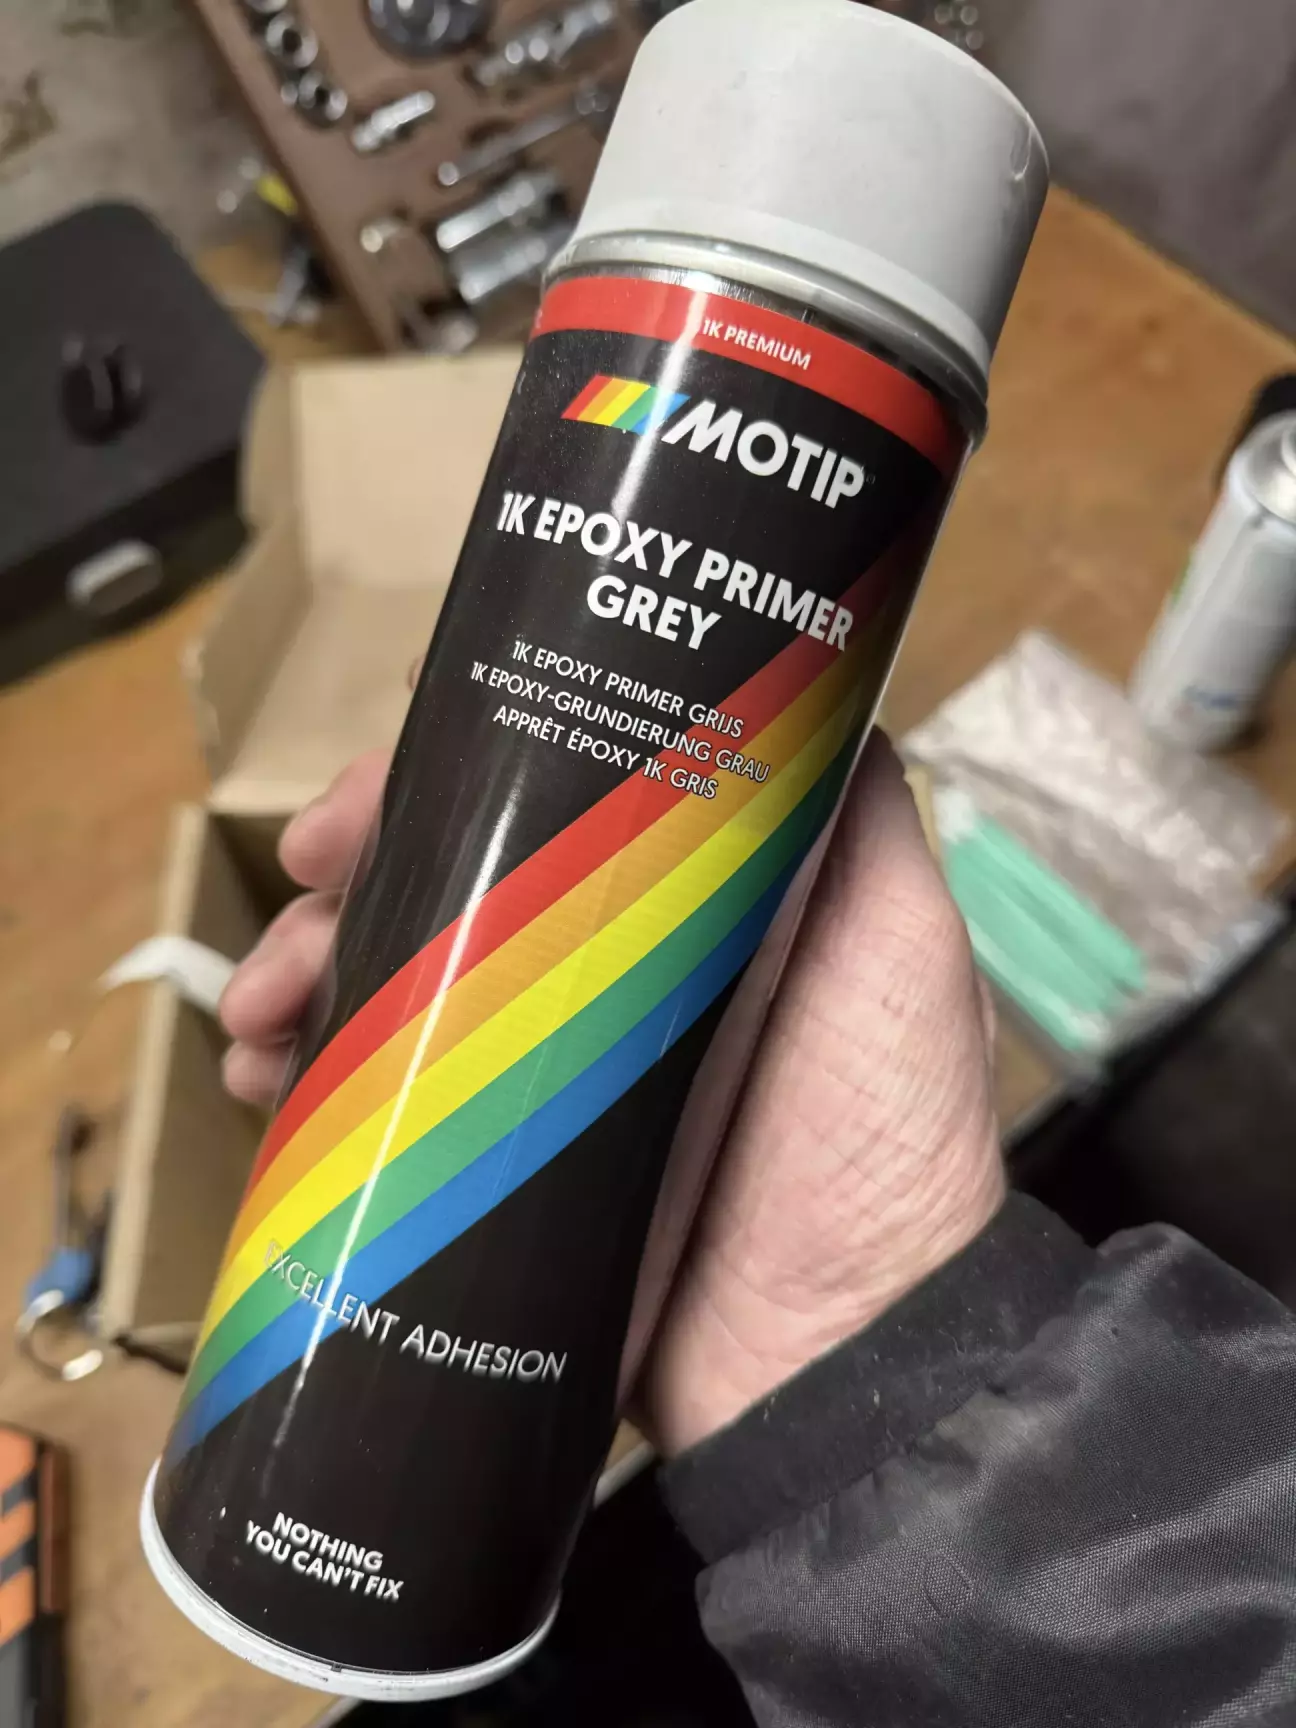 1K PREMIUM
MOTIP
1K EPOXY PRIMER
GREY
1K EPOXY PRIMER GRIJS
1K EPOXY-GRUNDIERUNG GRAU
APPRÊT ÉPOXY 1K GRIS
EXCELLENT ADHESION
NOTHING
YOU CAN'T FIX